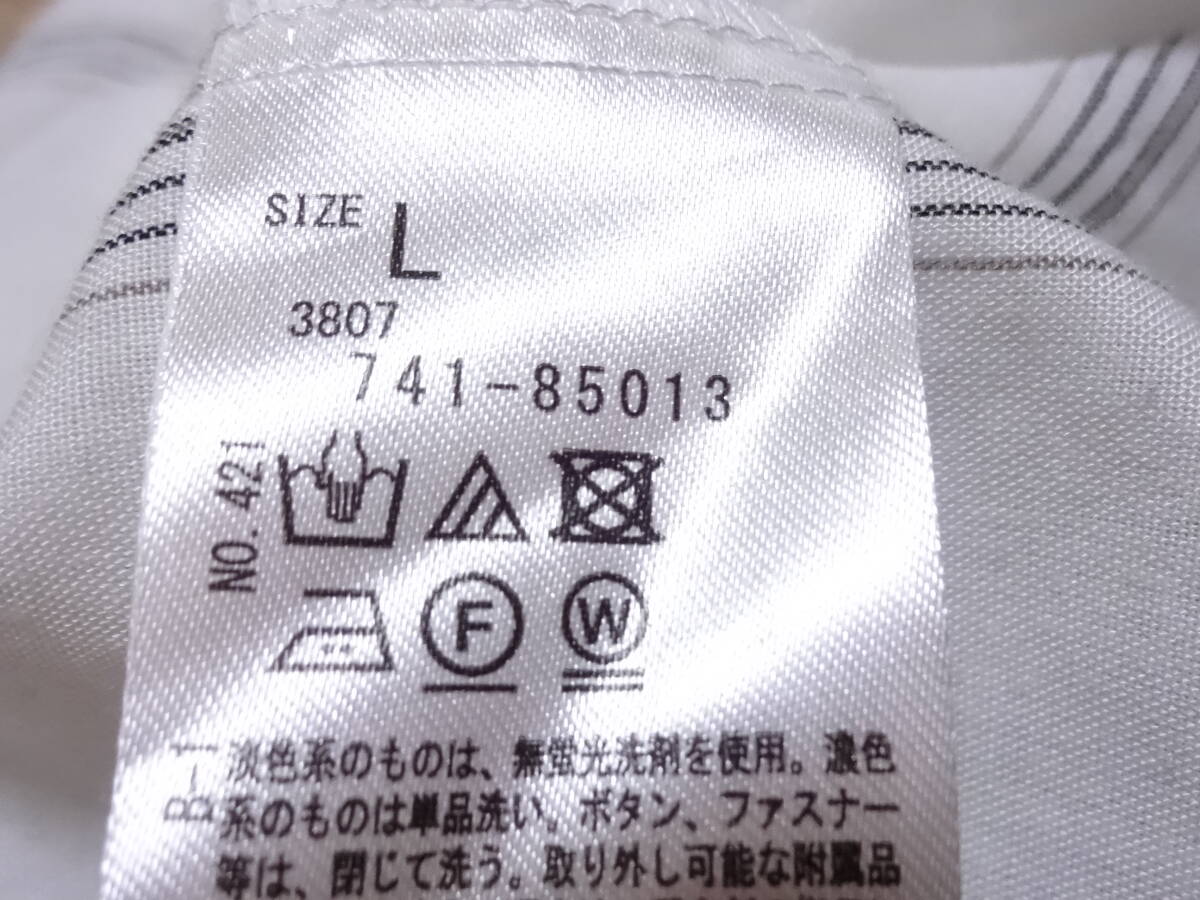 SIZE L
3807
741-85013
NO. 421
F W
淡色系のものは、無蛍光洗剤を使用。濃色
系のものは単品洗い。ボタン、ファスナー
等は、閉じて洗う。取り外し可能な附属品